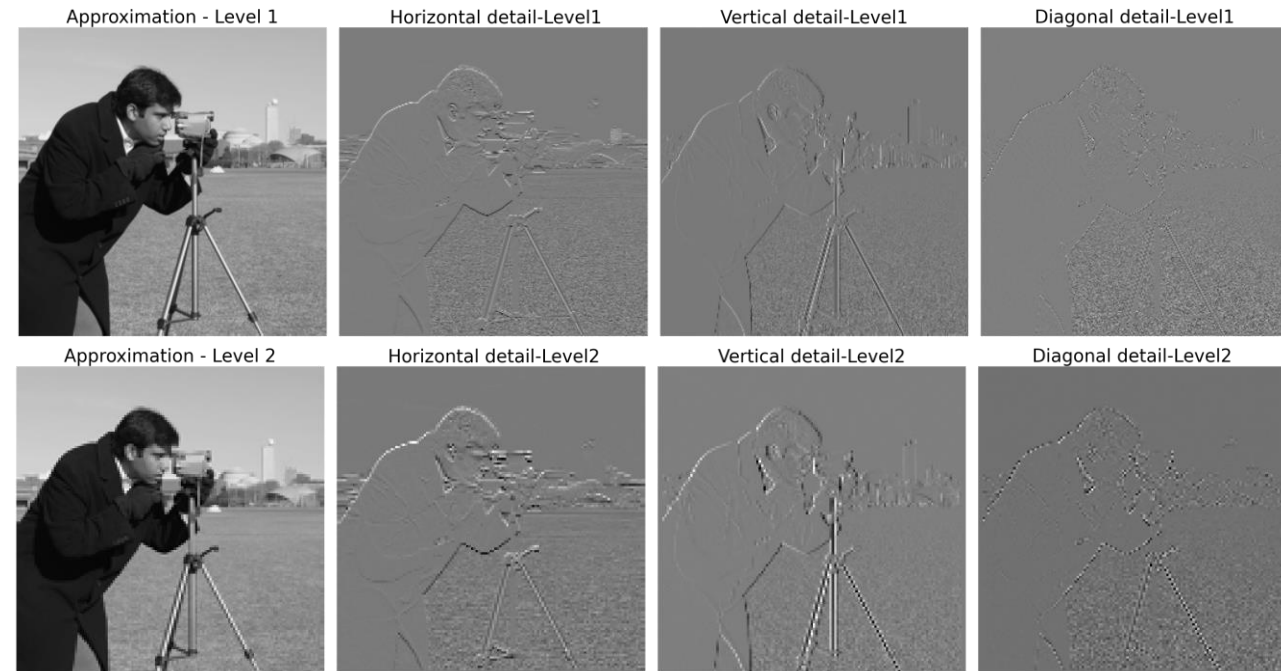 Approximation - Level 1
Horizontal detail-Level1
Vertical detail-Level1
Diagonal detail-Level1
Approximation - Level 2
Horizontal detail-Level2
Vertical detail-Level2
Diagonal detail-Level2